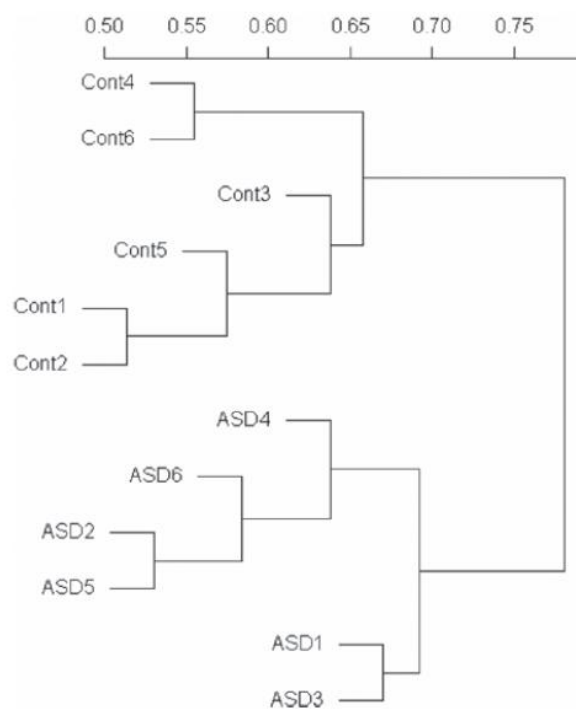 0.50 0.55 0.60 0.65 0.70 0.75
Cont4
Cont6
Cont3
Cont5
Cont1
Cont2
ASD4
ASD6
ASD2
ASD5
ASD1
ASD3